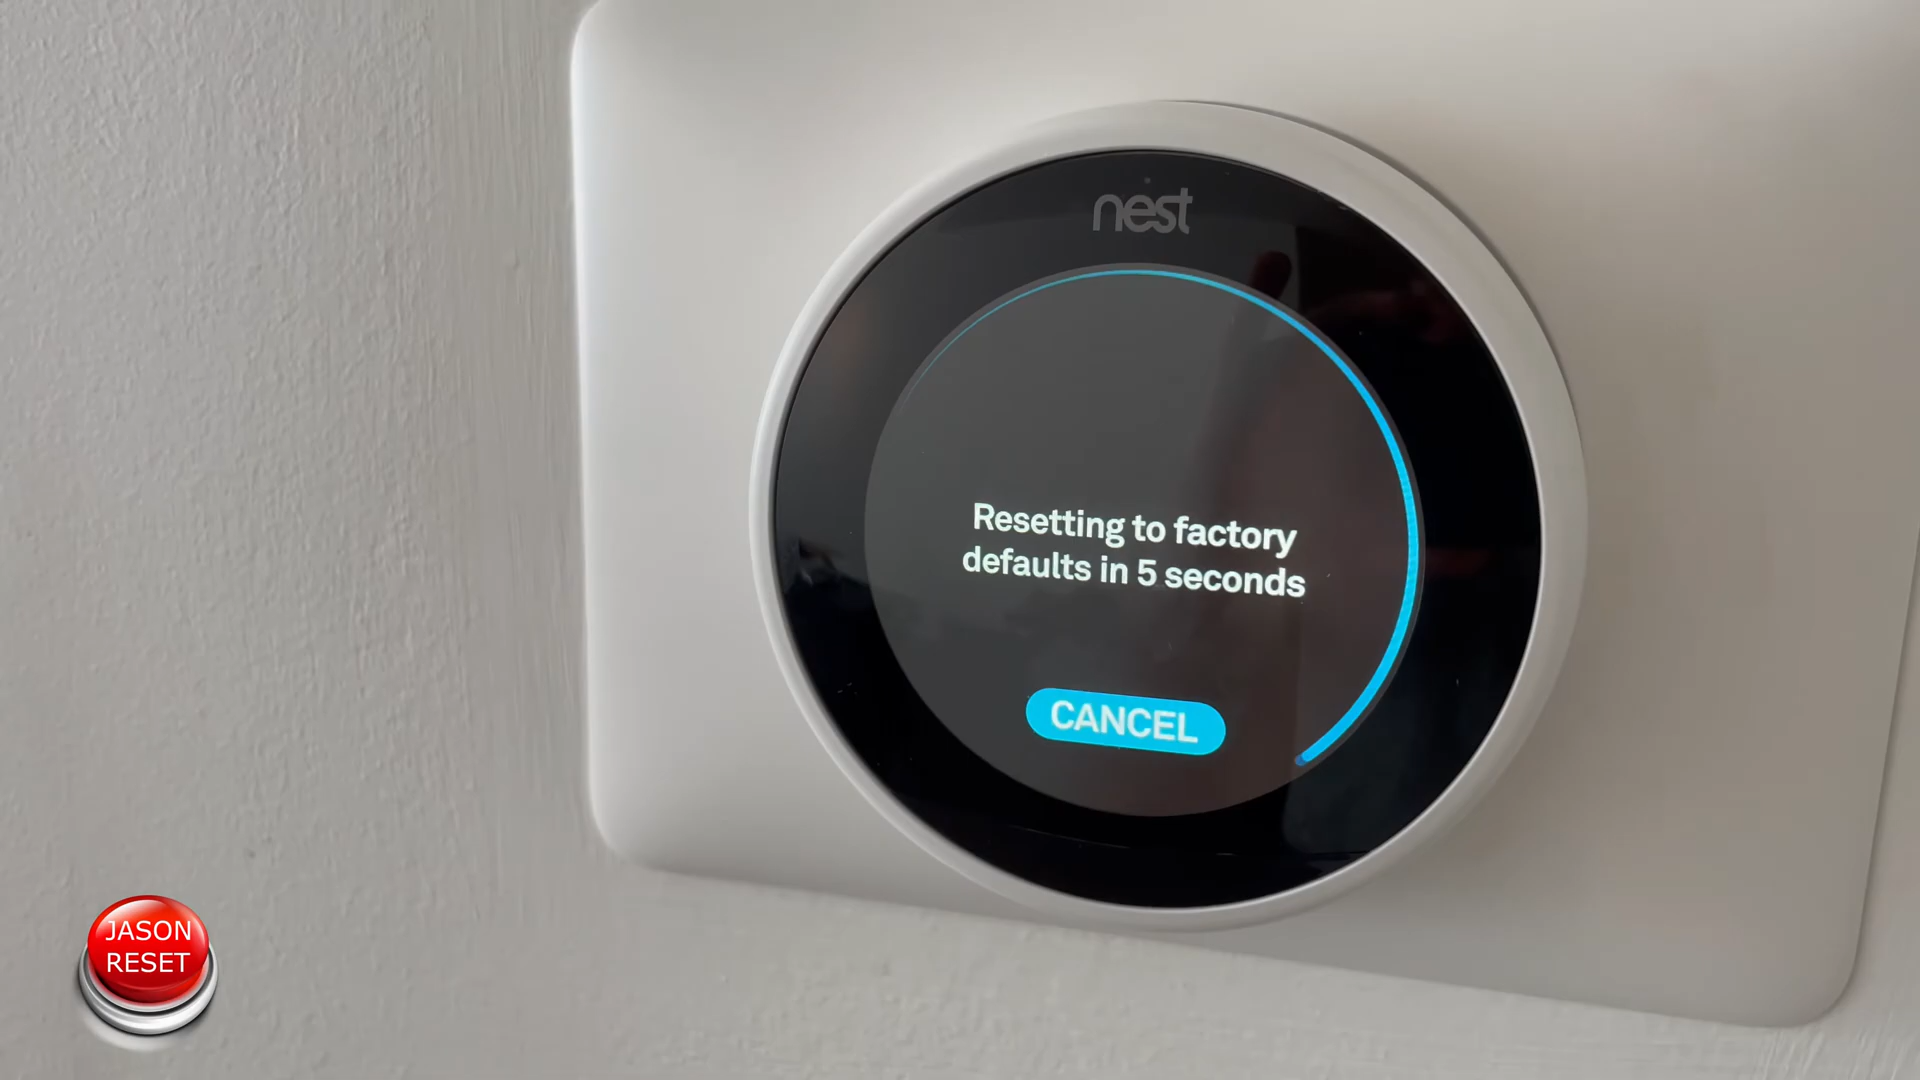 nest
Resetting to factory
defaults in 5 seconds
CANCEL
JASON
RESET